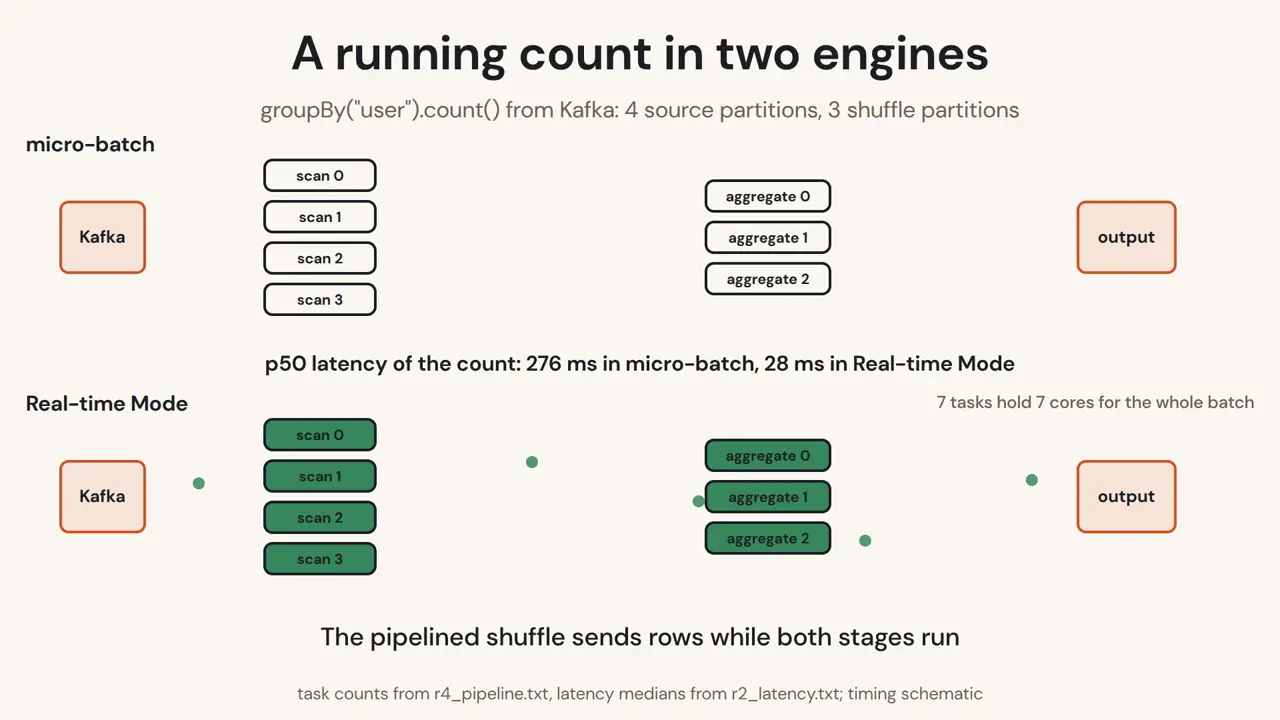 A running count in two engines
groupBy("user").count() from Kafka: 4 source partitions, 3 shuffle partitions
micro-batch
Kafka
scan 0
scan 1
scan 2
scan 3
aggregate 0
aggregate 1
aggregate 2
output
p50 latency of the count: 276 ms in micro-batch, 28 ms in Real-time Mode
Real-time Mode
7 tasks hold 7 cores for the whole batch
Kafka
scan 0
scan 1
scan 2
scan 3
aggregate 0
aggregate 1
aggregate 2
output
The pipelined shuffle sends rows while both stages run
task counts from r4_pipeline.txt, latency medians from r2_latency.txt; timing schematic